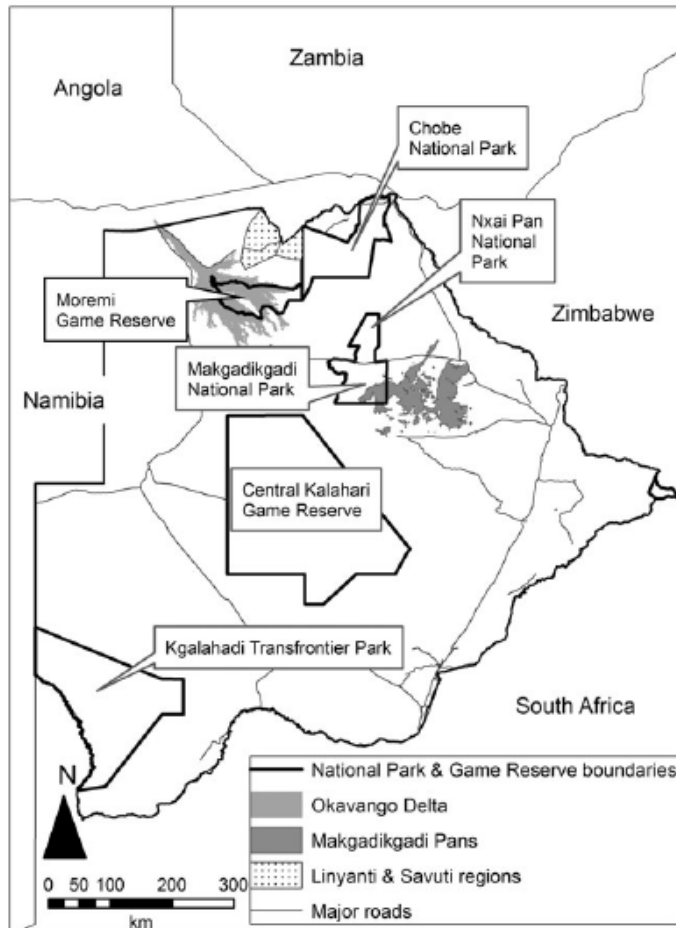 Zambia
Angola
Chobe
National Park
Nxai Pan
National
Park
Moremi
Game Reserve
Zimbabwe
Makgadikgadi
National Park
Namibia
Central Kalahari
Game Reserve
Kgalahadi Transfrontier Park
South Africa
N
National Park & Game Reserve boundaries
Okavango Delta
Makgadikgadi Pans
Linyanti & Savuti regions
Major roads
0 50 100 200 300
km